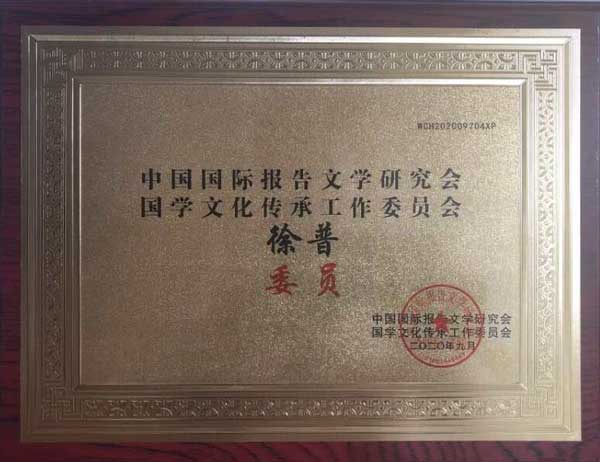 WCH202009704XP
中国国际报告文学研究会
国学文化传承工作委员会
徐普
委员
中国国际报告文学研究会
国学文化传承工作委员会
二〇二〇年九月